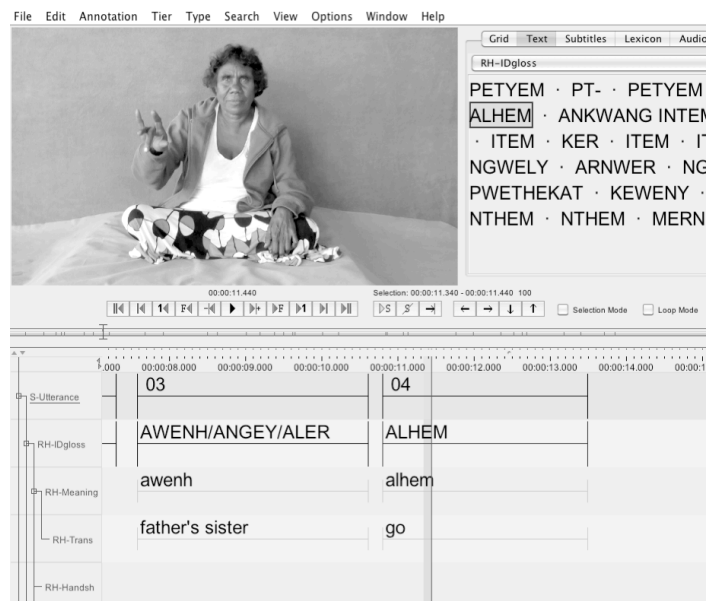 File Edit Annotation Tier Type Search View Options Window Help
Grid Text Subtitles Lexicon Audio
RH-IDgloss
PETYEM · PT- · PETYEM
ALHEM · ANKWANG INTEM
· ITEM · KER · ITEM · IT
NGWELY · ARNWER · NG
PWETHEKAT · KEWENY ·
NTHEM · NTHEM · MERN
00:00:11.440
Selection: 00:00:11.340 - 00:00:11.440 100
Selection Mode Loop Mode
.000 00:00:08.000 00:00:09.000 00:00:10.000 00:00:11.000 00:00:12.000 00:00:13.000 00:00:14.000 00:00:1
03 04
S-Utterance
AWENH/ANGEY/ALER ALHEM
RH-IDgloss
awenh alhem
RH-Meaning
father's sister go
RH-Trans
RH-Handsh